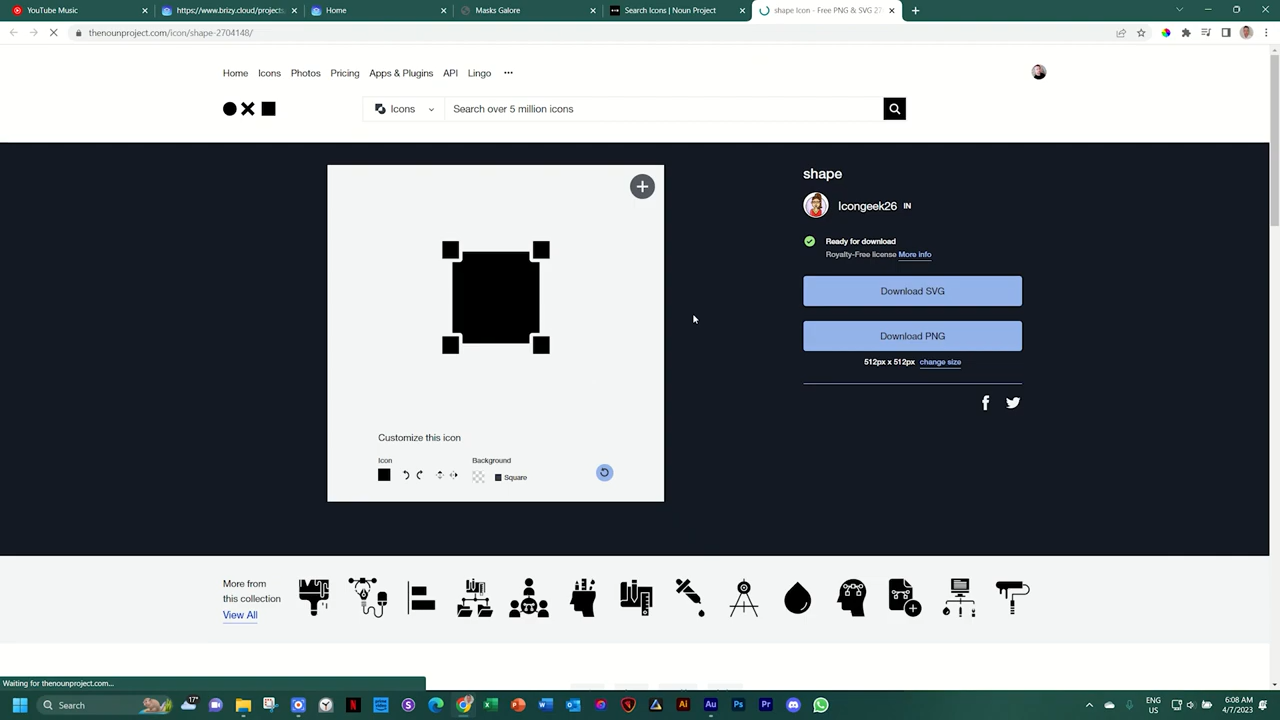 YouTube Music
https://www.brizy.cloud/projects
Home
Masks Galore
Search Icons | Noun Project
shape Icon - Free PNG & SVG 27
thenounproject.com/icon/shape-2704148/
Home Icons Photos Pricing Apps & Plugins API Lingo
Icons
Search over 5 million icons
shape
Icongeek26 IN
Ready for download
Royalty-Free license More info
Download SVG
Download PNG
512px x 512px change size
Customize this icon
Icon
Background
Square
More from
this collection
View All
Waiting for thenounproject.com...
Search
17°
ENG
US
6:08 AM
4/7/2023